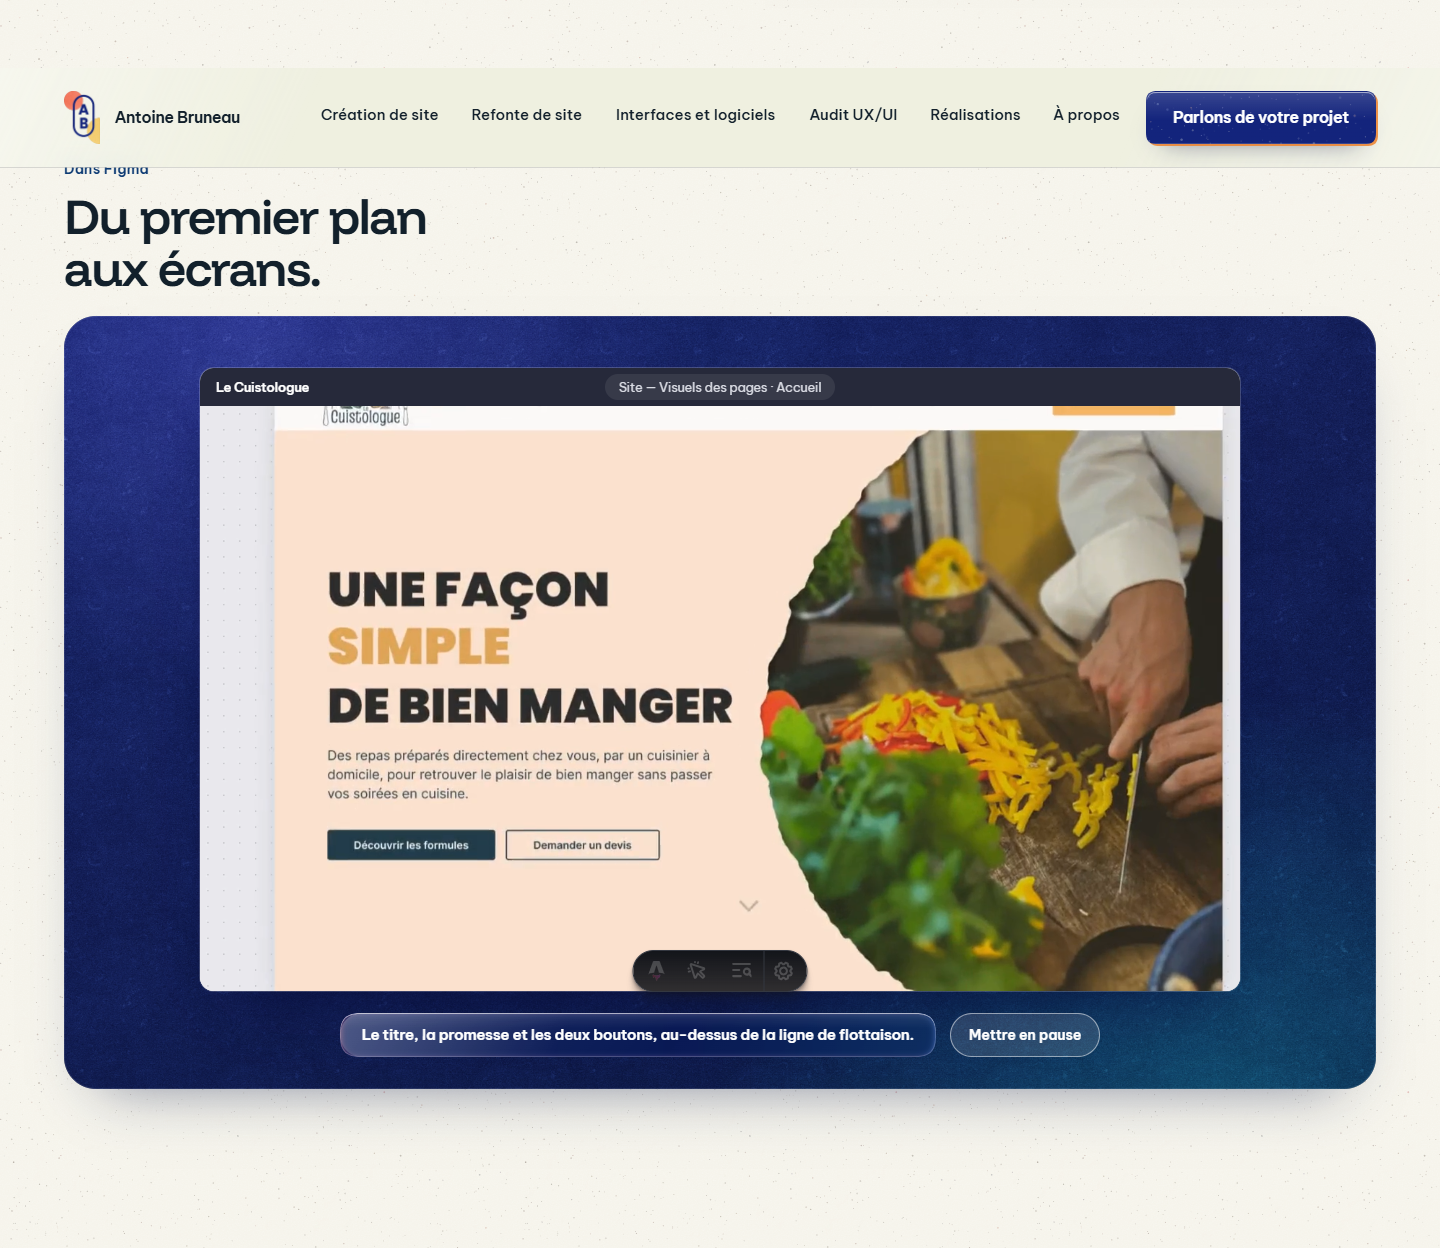 A
B
Antoine Bruneau
Création de site
Refonte de site
Interfaces et logiciels
Audit UX/UI
Réalisations
À propos
Parlons de votre projet
Dans Figma
Du premier plan
aux écrans.
Le Cuistologue
Site — Visuels des pages · Accueil
Cuistologue
UNE FAÇON
SIMPLE
DE BIEN MANGER
Des repas préparés directement chez vous, par un cuisinier à
domicile, pour retrouver le plaisir de bien manger sans passer
vos soirées en cuisine.
Découvrir les formules
Demander un devis
Le titre, la promesse et les deux boutons, au-dessus de la ligne de flottaison.
Mettre en pause